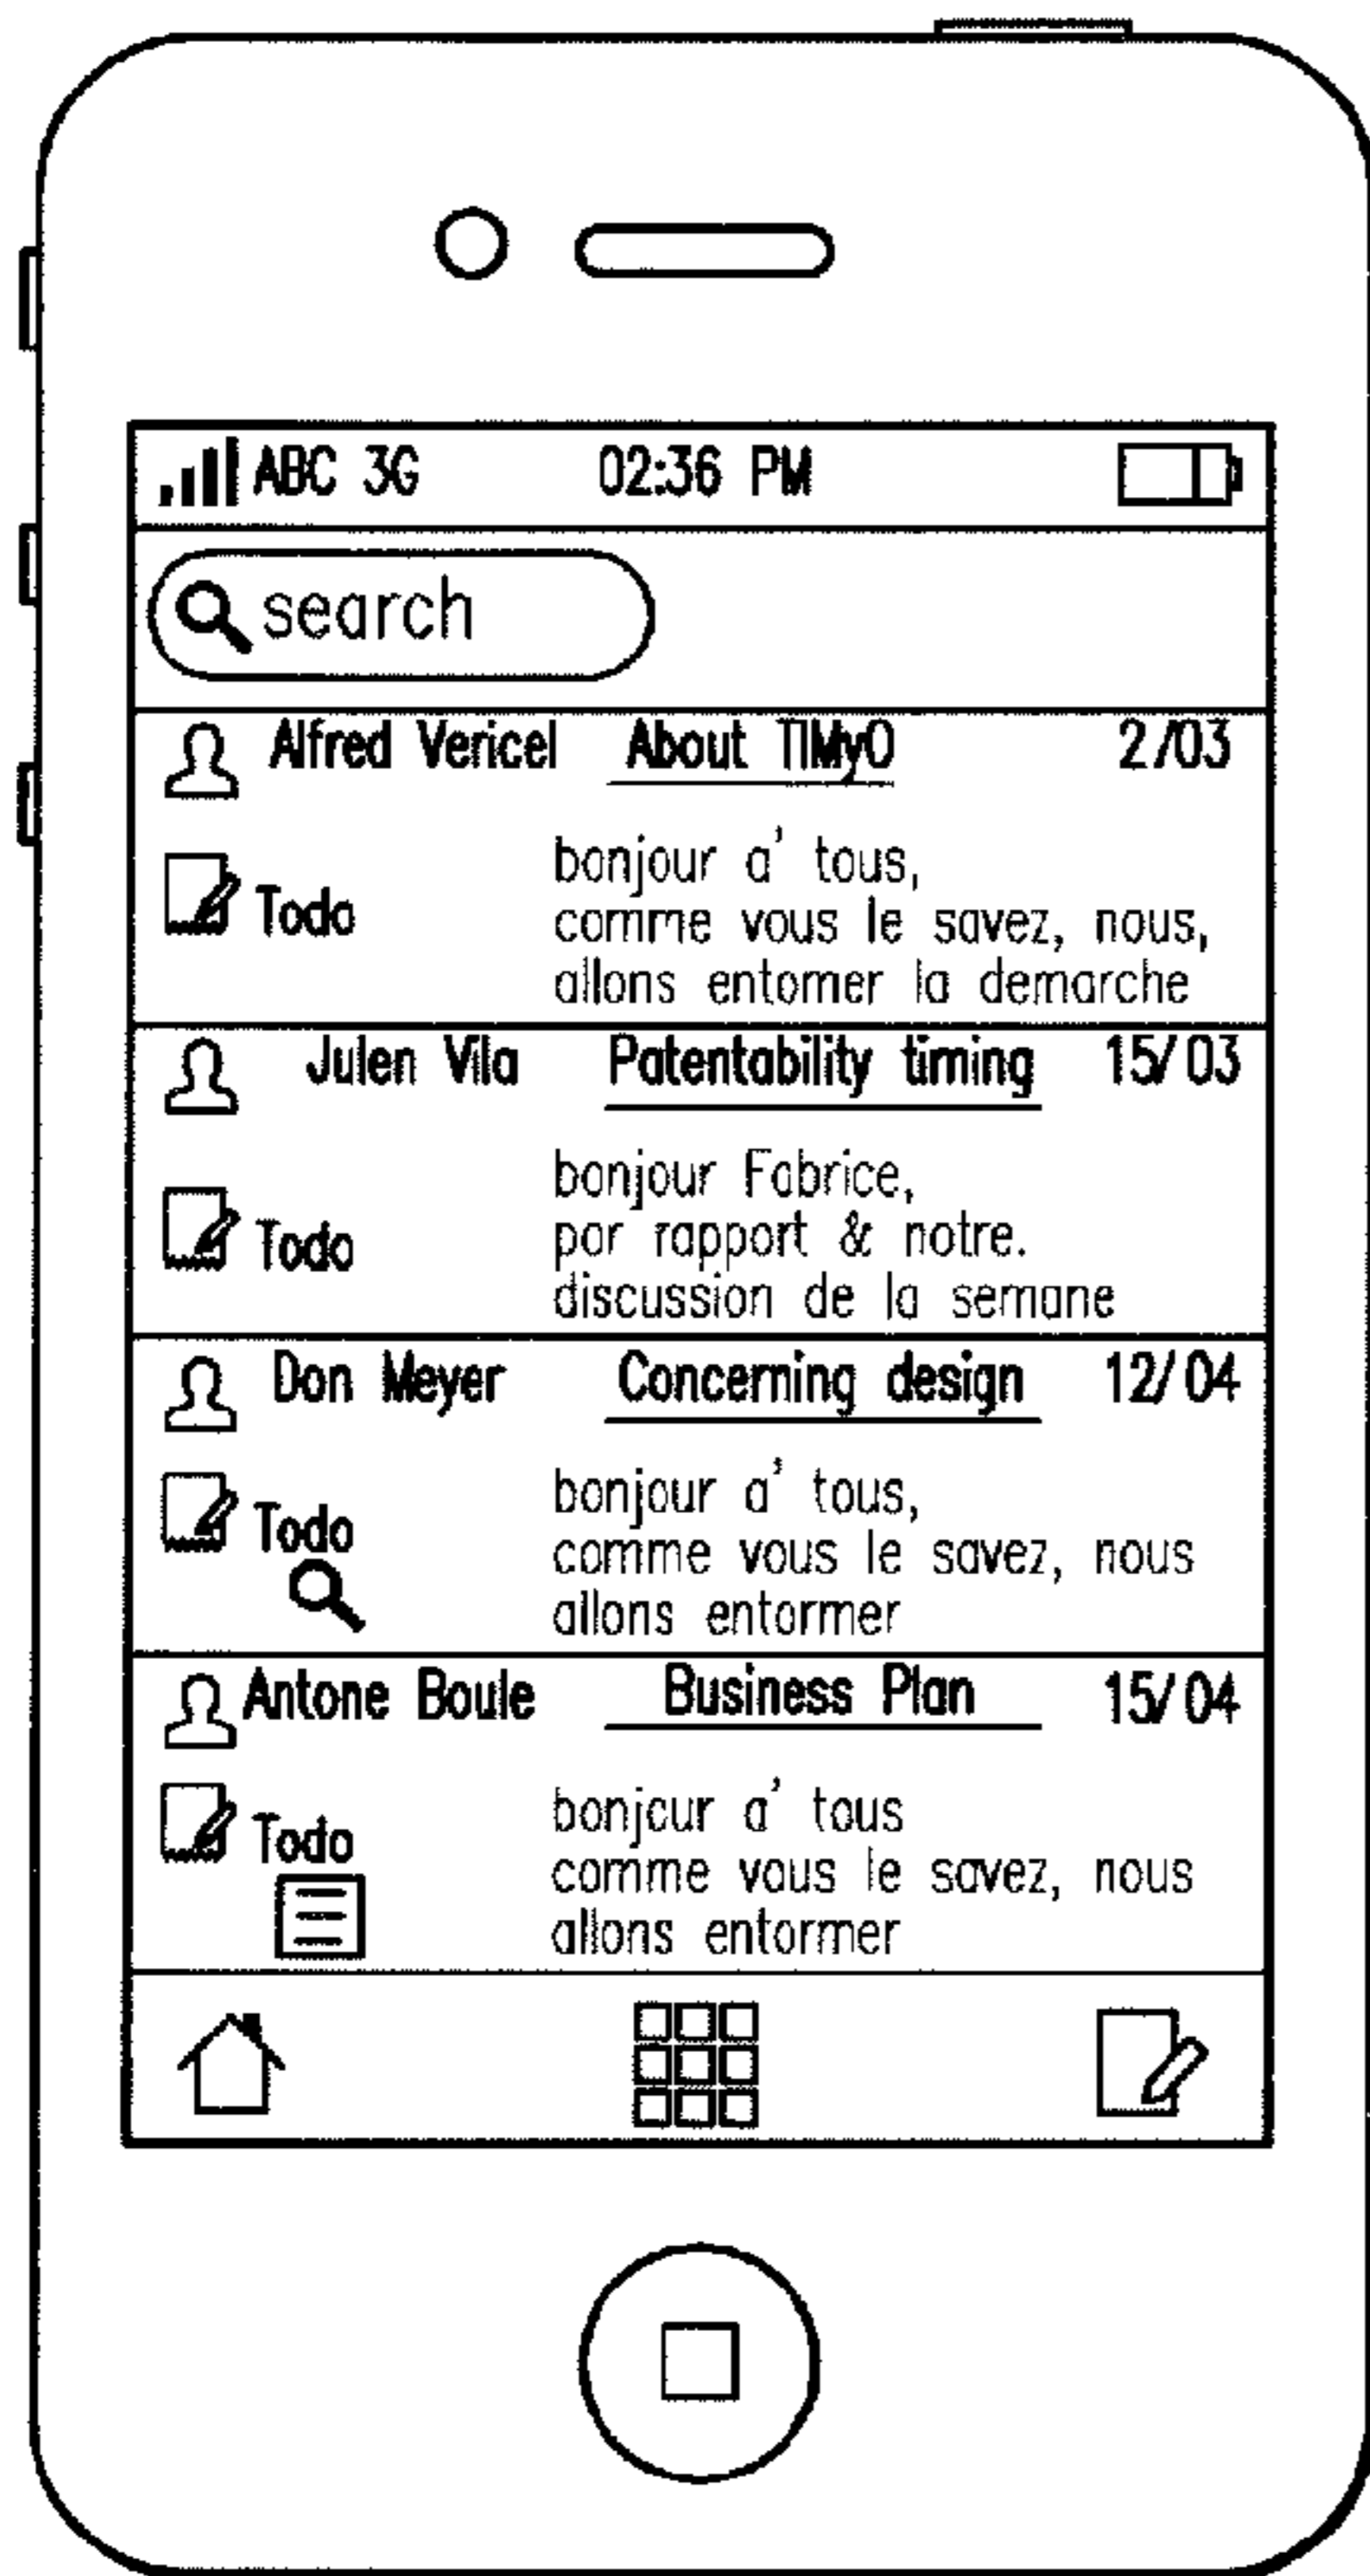 ABC 3G 02:36 PM
search
Alfred Vericel About TIMyO 2/03
Todo
bonjour a' tous,
comme vous le savez, nous,
allons entomer la demarche
Julen Vila Patentability timing 15/03
Todo
bonjour Fabrice,
par rapport & notre.
discussion de la semane
Don Meyer Concerning design 12/04
Todo
bonjour a' tous,
comme vous le savez, nous
allons entormer
Antone Boule Business Plan 15/04
Todo
bonjour a' tous
comme vous le savez, nous
allons entormer